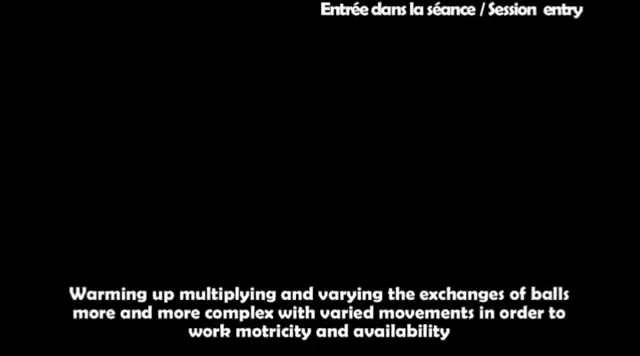 Entrée dans la séance / Session entry
Warming up multiplying and varying the exchanges of balls
more and more complex with varied movements in order to
work motricity and availability